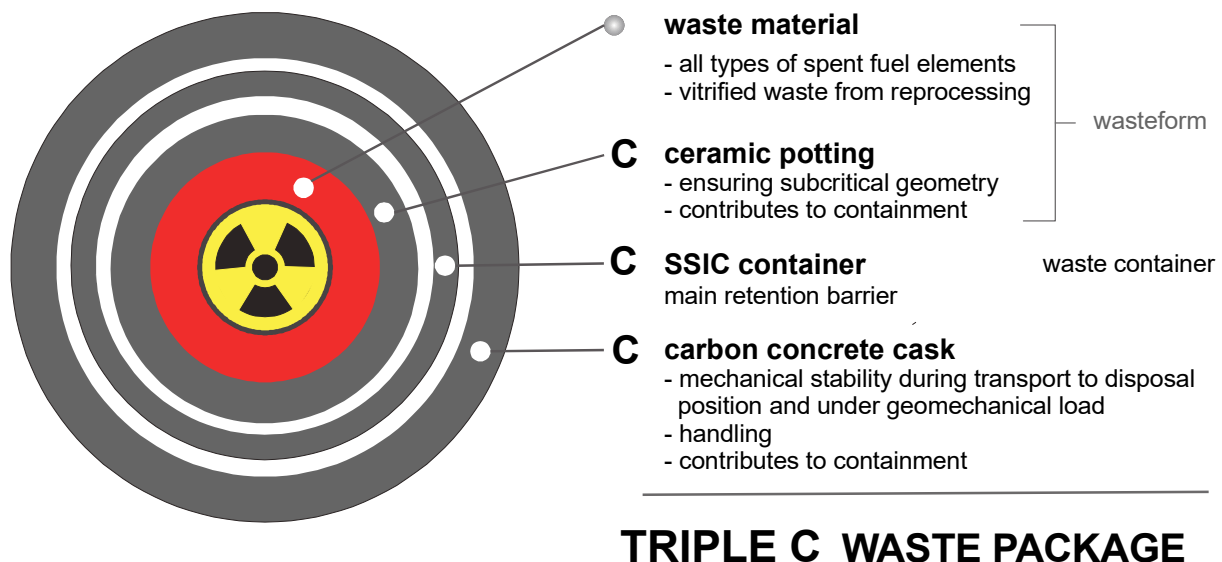 waste material
- all types of spent fuel elements
- vitrified waste from reprocessing
wasteform
C ceramic potting
- ensuring subcritical geometry
- contributes to containment
C SSIC container waste container
main retention barrier
C carbon concrete cask
- mechanical stability during transport to disposal
position and under geomechanical load
- handling
- contributes to containment
TRIPLE C WASTE PACKAGE